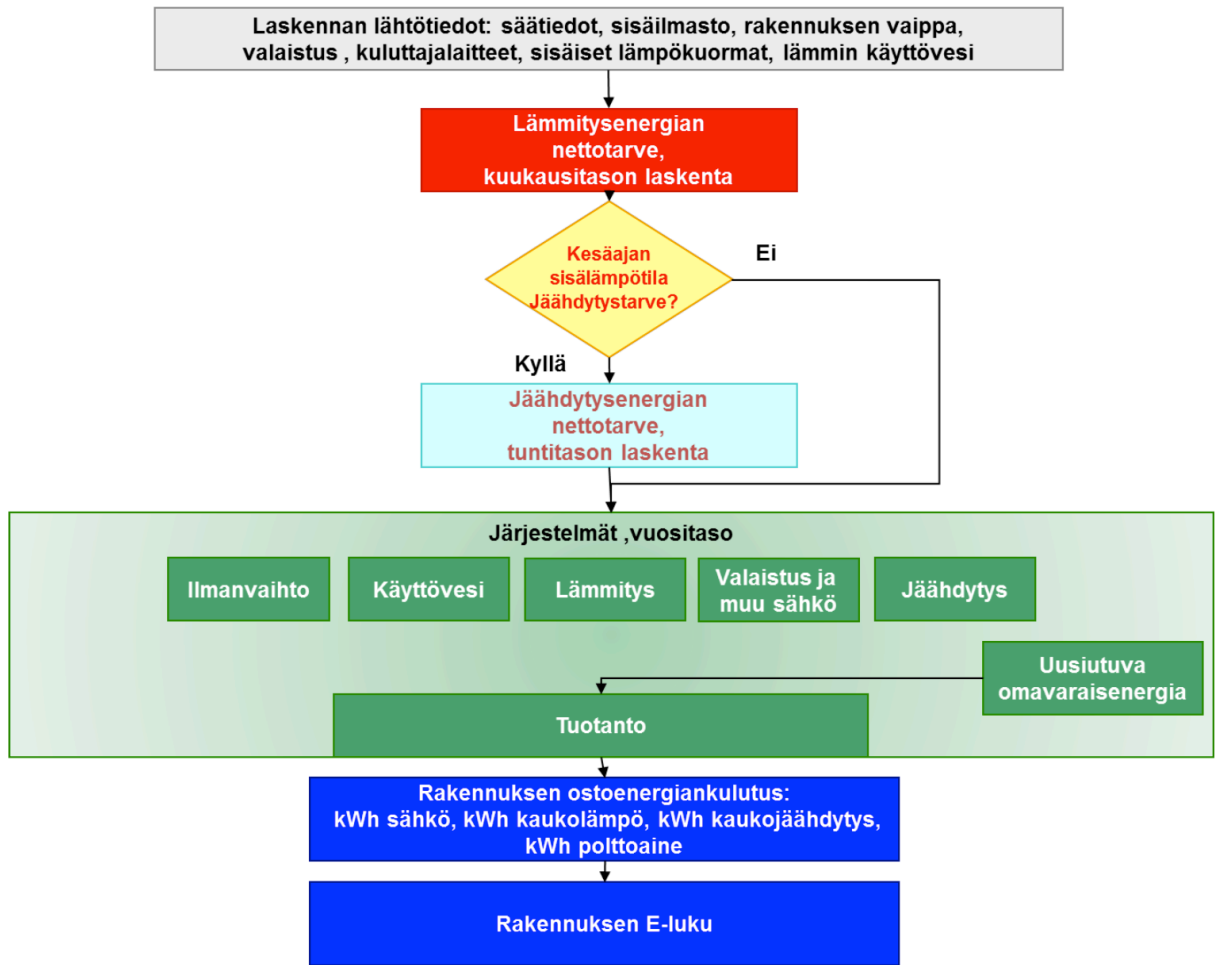 Laskennan lähtötiedot: säätiedot, sisäilmasto, rakennuksen vaippa,
valaistus , kuluttajalaitteet, sisäiset lämpökuormat, lämmin käyttövesi
Lämmitysenergian
nettotarve,
kuukausitason laskenta
Kesäajan
sisälämpötila
Jäähdytystarve?
Ei
Kyllä
Jäähdytysenergian
nettotarve,
tuntitason laskenta
Järjestelmät ,vuositaso
Ilmanvaihto
Käyttövesi
Lämmitys
Valaistus ja
muu sähkö
Jäähdytys
Uusiutuva
omavaraisenergia
Tuotanto
Rakennuksen ostoenergiankulutus:
kWh sähkö, kWh kaukolämpö, kWh kaukojäähdytys,
kWh polttoaine
Rakennuksen E-luku